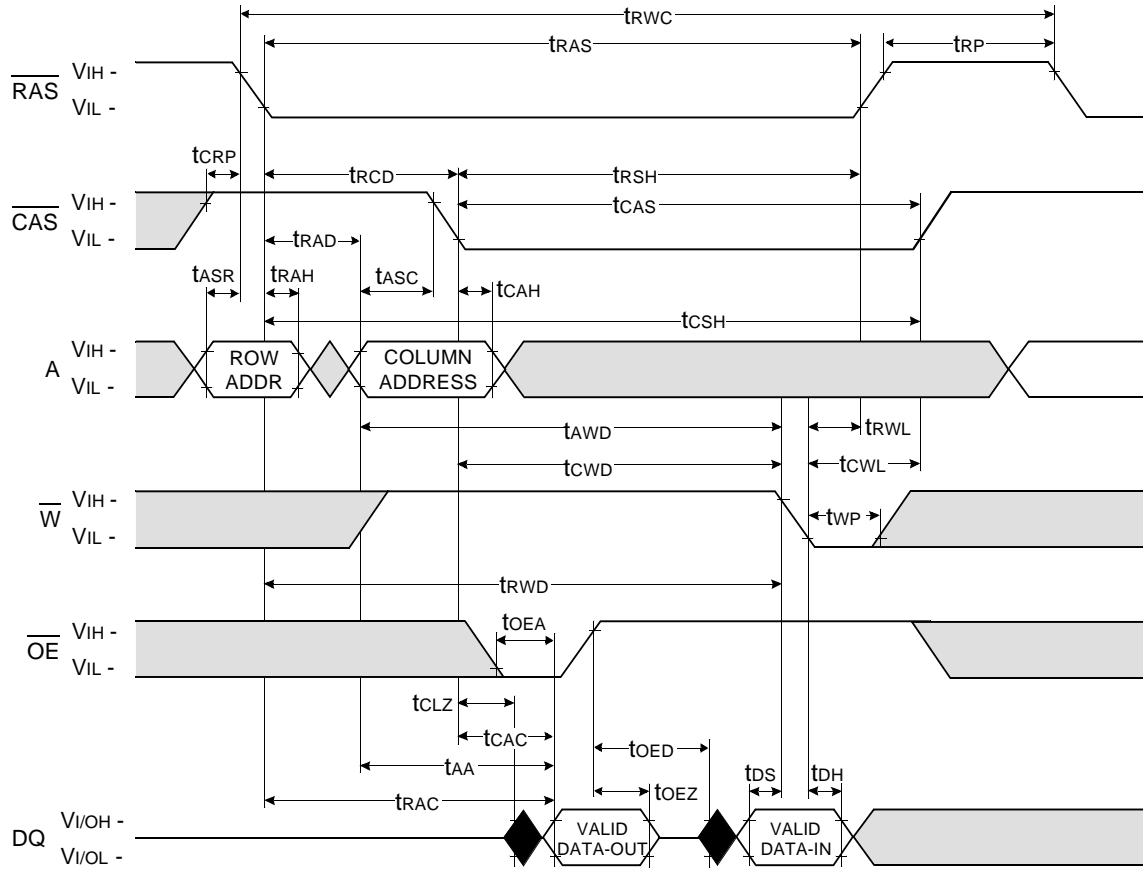 tRWC
tRAS
tRP
RAS
VIH -
VIL -
tCRP
tRCD
tRSH
CAS
VIH -
VIL -
tCAS
tRAD
tASR
tRAH
tASC
tCAH
tCSH
A
VIH -
VIL -
ROW
ADDR
COLUMN
ADDRESS
tAWD
tRWL
tCWD
tCWL
W
VIH -
VIL -
tWP
tRWD
OE
VIH -
VIL -
tOEA
tCLZ
tCAC
tOED
tAA
tDS
tDH
tOEZ
tRAC
DQ
VI/OH -
VI/OL -
VALID
DATA-OUT
VALID
DATA-IN